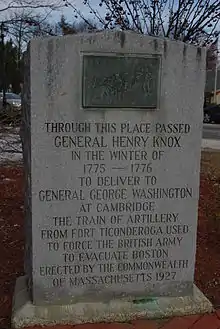 THROUGH THIS PLACE PASSED
GENERAL HENRY KNOX
IN THE WINTER OF
1775 — 1776
TO DELIVER TO
GENERAL GEORGE WASHINGTON
AT CAMBRIDGE
THE TRAIN OF ARTILLERY
FROM FORT TICONDEROGA USED
TO FORCE THE BRITISH ARMY
TO EVACUATE BOSTON
ERECTED BY THE COMMONWEALTH
OF MASSACHUSETTS 1927